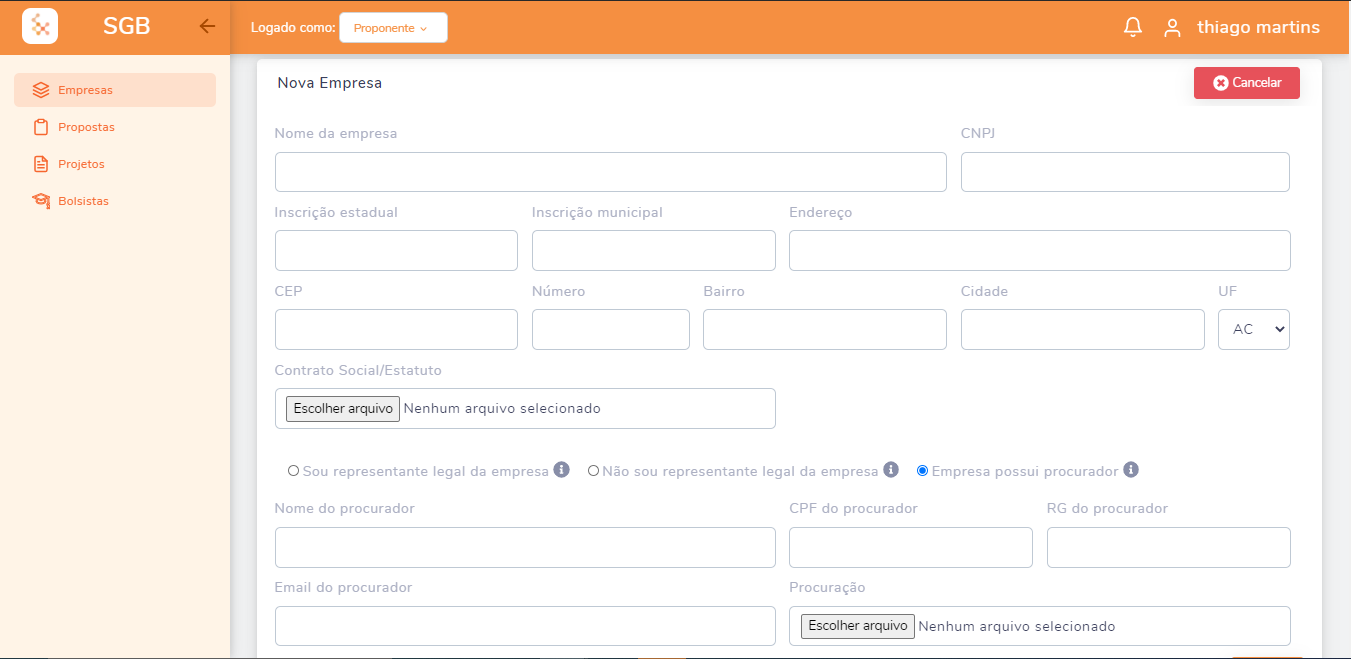 SGB
Logado como: Proponente
thiago martins
Empresas
Propostas
Projetos
Bolsistas
Nova Empresa
Cancelar
Nome da empresa
CNPJ
Inscrição estadual
Inscrição municipal
Endereço
CEP
Número
Bairro
Cidade
UF
AC
Contrato Social/Estatuto
Escolher arquivo Nenhum arquivo selecionado
Sou representante legal da empresa
Não sou representante legal da empresa
Empresa possui procurador
Nome do procurador
CPF do procurador
RG do procurador
Email do procurador
Procuração
Escolher arquivo Nenhum arquivo selecionado